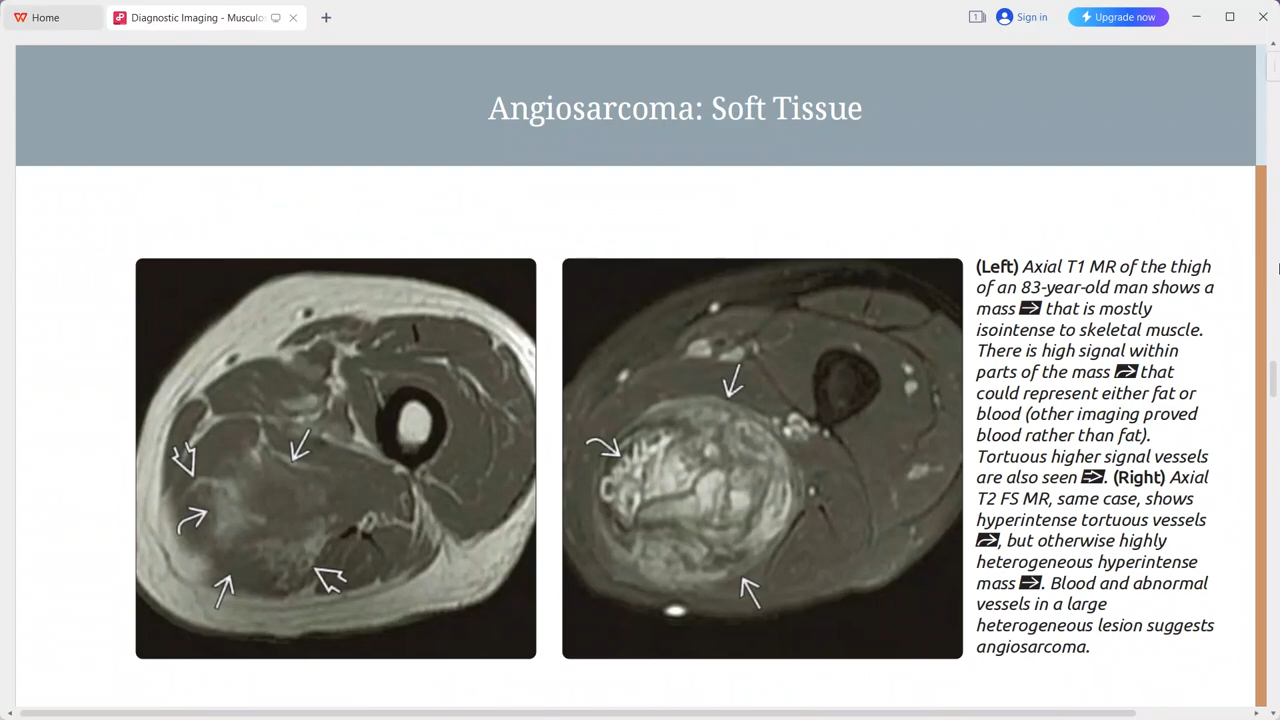 Home
Diagnostic Imaging - Musculos
1
Sign in
Upgrade now
Angiosarcoma: Soft Tissue
(Left) Axial T1 MR of the thigh
of an 83-year-old man shows a
mass that is mostly
isointense to skeletal muscle.
There is high signal within
parts of the mass that
could represent either fat or
blood (other imaging proved
blood rather than fat).
Tortuous higher signal vessels
are also seen . (Right) Axial
T2 FS MR, same case, shows
hyperintense tortuous vessels
, but otherwise highly
heterogeneous hyperintense
mass . Blood and abnormal
vessels in a large
heterogeneous lesion suggests
angiosarcoma.